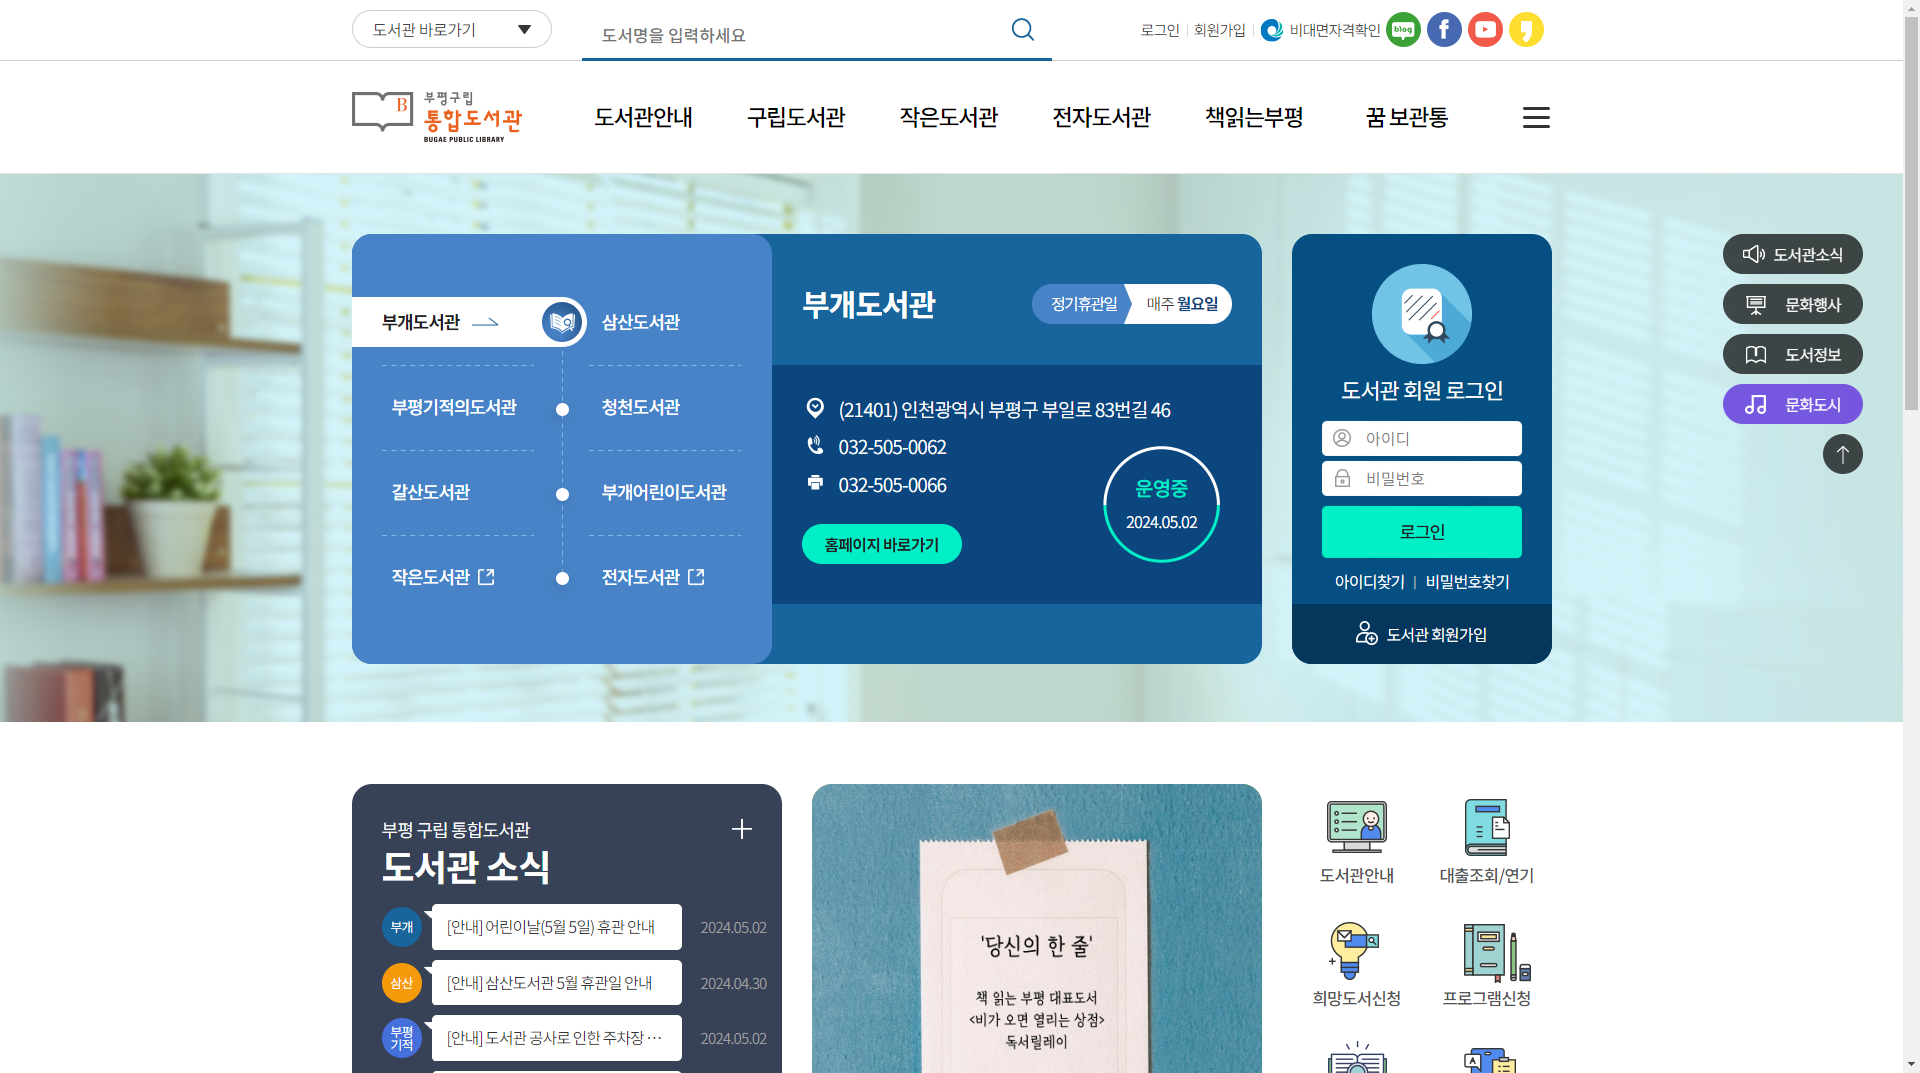 도서관 바로가기
도서명을 입력하세요
로그인
회원가입
비대면자격확인
blog
B
부평구립
통합도서관
BUGAE PUBLIC LIBRARY
도서관안내
구립도서관
작은도서관
전자도서관
책읽는부평
꿈 보관통
부개도서관
삼산도서관
부평기적의도서관
청천도서관
갈산도서관
부개어린이도서관
작은도서관
전자도서관
부개도서관
정기휴관일
매주 월요일
(21401) 인천광역시 부평구 부일로 83번길 46
032-505-0062
032-505-0066
운영중
2024.05.02
홈페이지 바로가기
도서관 회원 로그인
아이디
비밀번호
로그인
아이디찾기
비밀번호찾기
도서관 회원가입
도서관소식
문화행사
도서정보
문화도시
부평 구립 통합도서관
도서관 소식
부개
[안내] 어린이날(5월 5일) 휴관 안내
2024.05.02
삼산
[안내] 삼산도서관 5월 휴관일 안내
2024.04.30
부평
기적
[안내] 도서관 공사로 인한 주차장 …
2024.05.02
'당신의 한 줄'
책 읽는 부평 대표도서
<비가 오면 열리는 상점>
독서릴레이
도서관안내
대출조회/연기
희망도서신청
프로그램신청
A